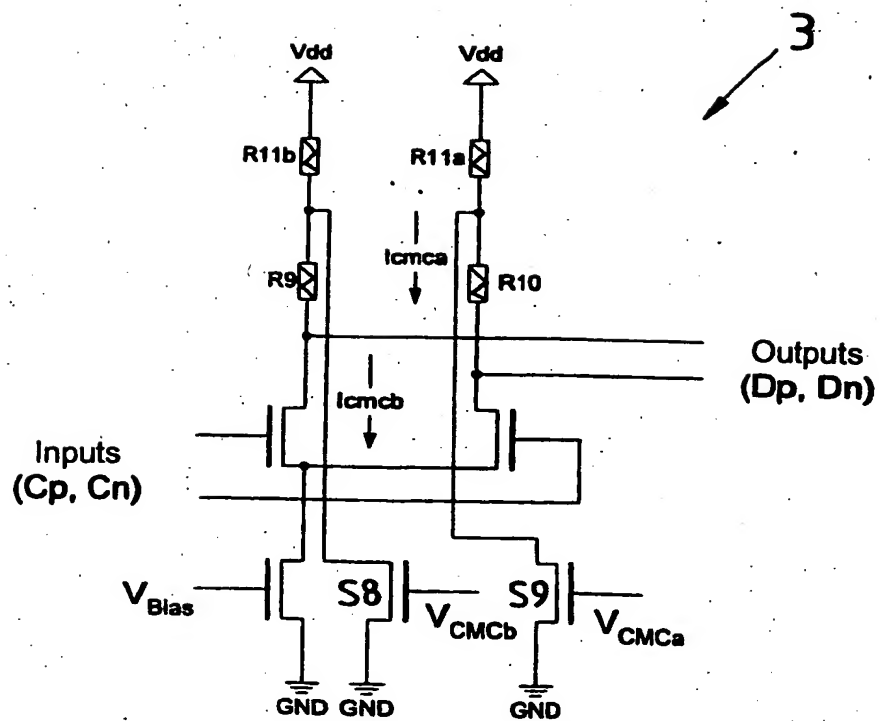 3
Vdd Vdd
R11b R11a
Icmca
R9 R10
Outputs
(Dp, Dn)
Icmcb
Inputs
(Cp, Cn)
VBias S8 VCMCb S9 VCMCa
GND GND GND